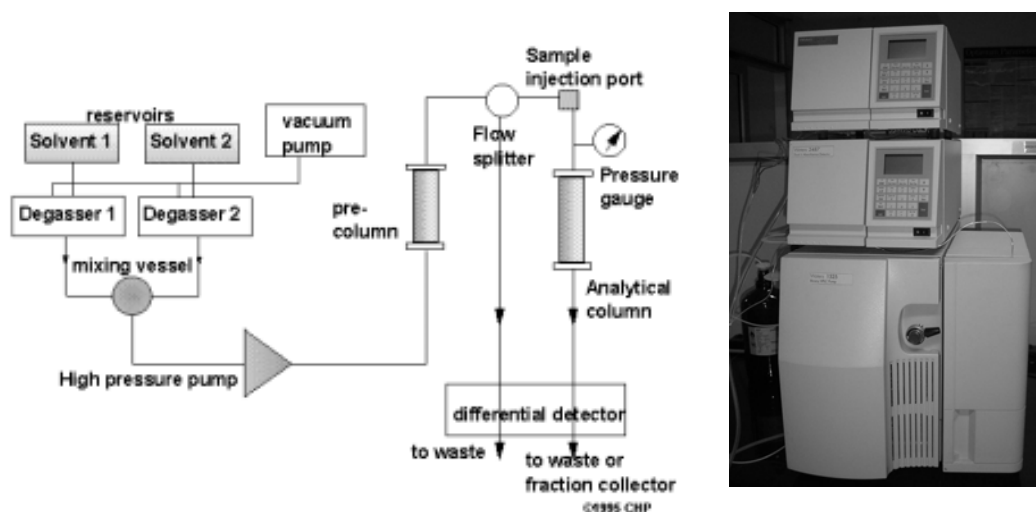 reservoirs
Solvent 1
Solvent 2
vacuum
pump
Degasser 1
Degasser 2
mixing vessel
High pressure pump
pre-
column
Sample
injection port
Flow
splitter
Pressure
gauge
Analytical
column
differential detector
to waste
to waste or
fraction collector
©1995 CHP